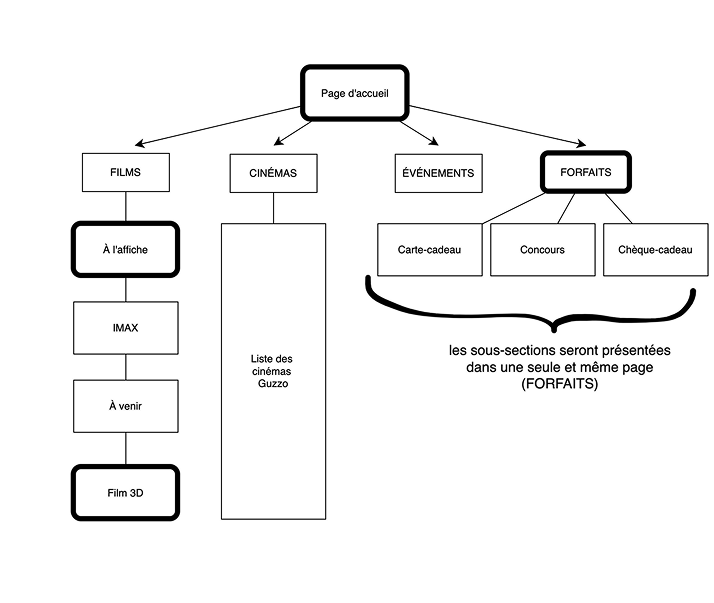 Page d'accueil
FILMS
CINÉMAS
ÉVÉNEMENTS
FORFAITS
À l'affiche
Carte-cadeau
Concours
Chèque-cadeau
IMAX
Liste des
cinémas
Guzzo
les sous-sections seront présentées
dans une seule et même page
(FORFAITS)
À venir
Film 3D